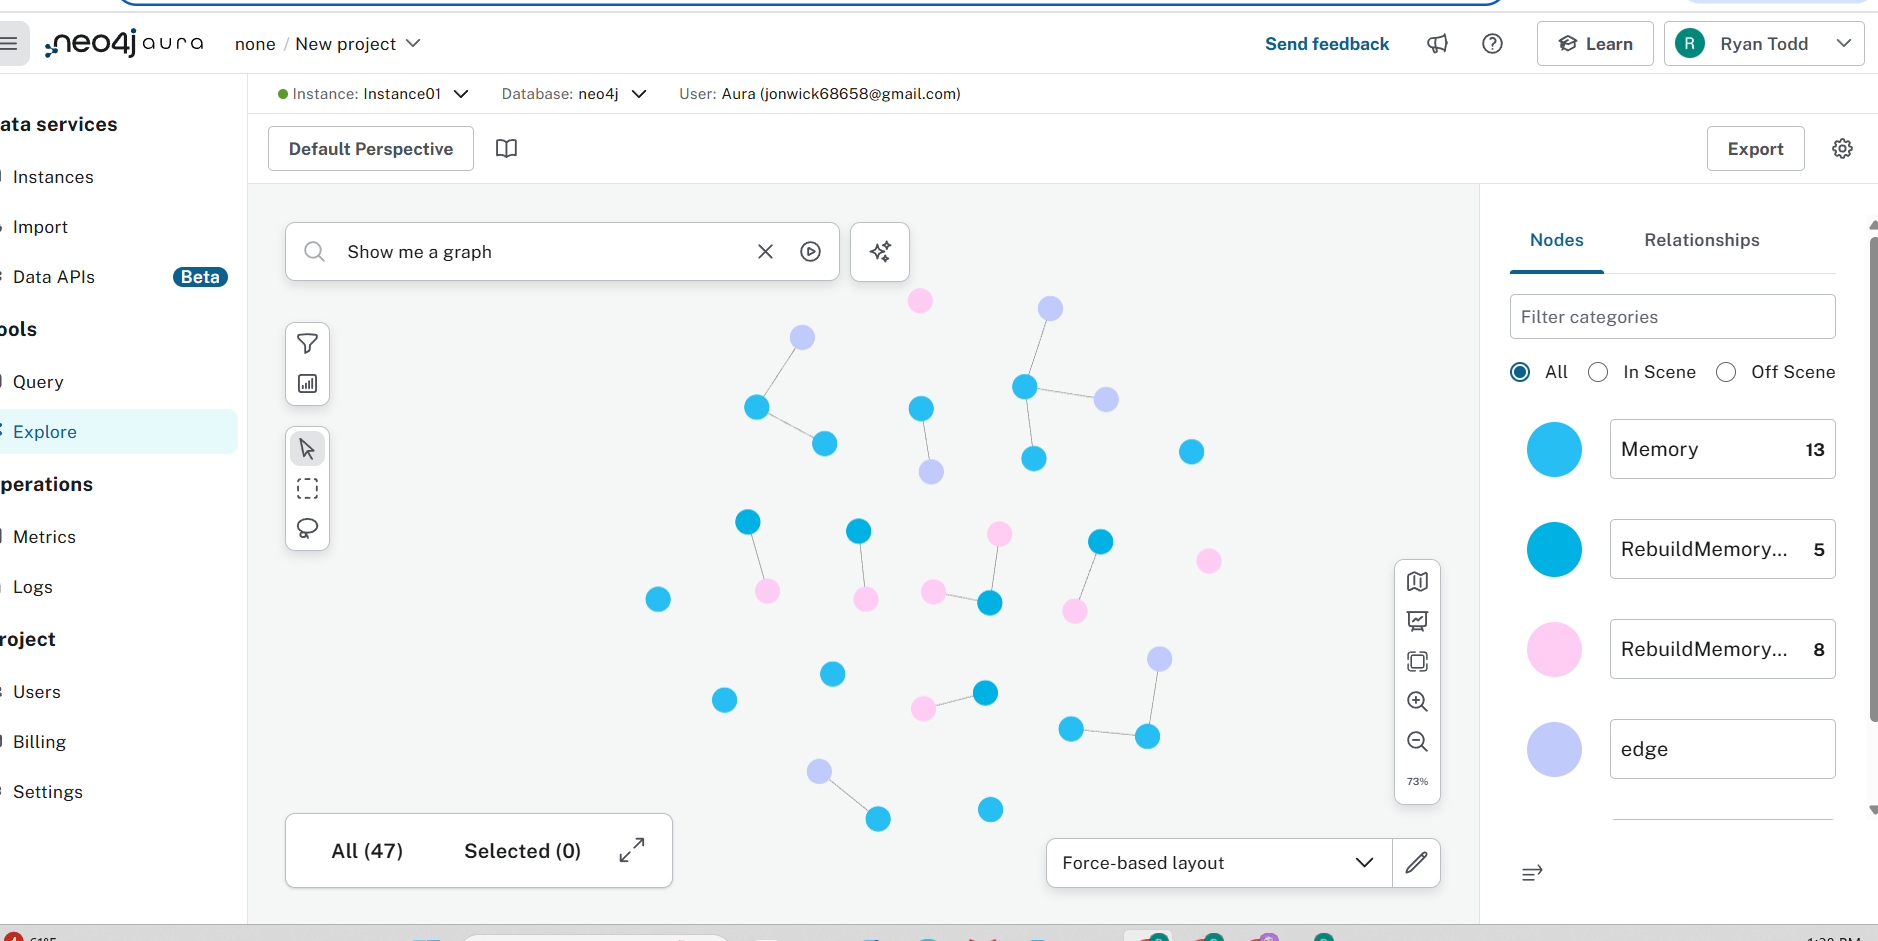 neo4j aura none / New project Send feedback Learn R Ryan Todd
Instance: Instance01 Database: neo4j User: Aura (jonwick68658@gmail.com)
ata services
Instances
Import
Data APIs Beta
ools
Query
Explore
perations
Metrics
Logs
roject
Users
Billing
Settings
Default Perspective Export
Show me a graph
All (47) Selected (0)
73%
Force-based layout
Nodes Relationships
Filter categories
All In Scene Off Scene
Memory 13
RebuildMemory... 5
RebuildMemory... 8
edge